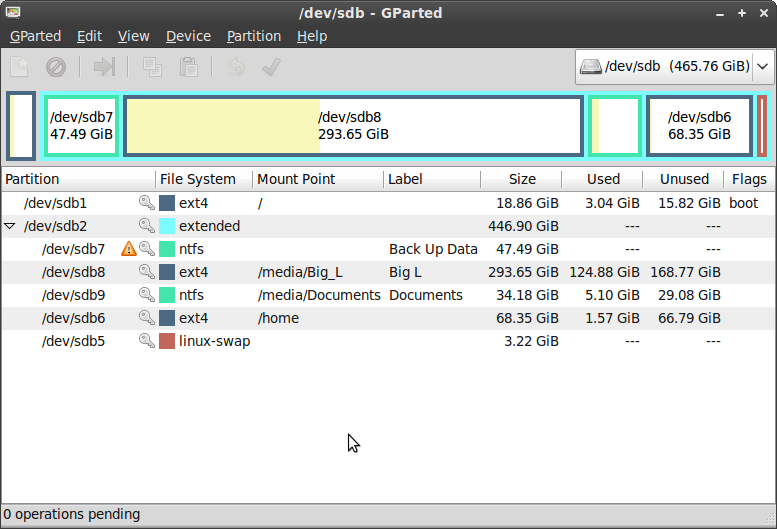 /dev/sdb - GParted
GParted Edit View Device Partition Help
/dev/sdb (465.76 GiB)
/dev/sdb7 /dev/sdb8 /dev/sdb6
47.49 GiB 293.65 GiB 68.35 GiB
Partition File System Mount Point Label Size Used Unused Flags
/dev/sdb1 ext4 / 18.86 GiB 3.04 GiB 15.82 GiB boot
/dev/sdb2 extended 446.90 GiB --- ---
/dev/sdb7 ntfs Back Up Data 47.49 GiB --- ---
/dev/sdb8 ext4 /media/Big_L Big L 293.65 GiB 124.88 GiB 168.77 GiB
/dev/sdb9 ntfs /media/Documents Documents 34.18 GiB 5.10 GiB 29.08 GiB
/dev/sdb6 ext4 /home 68.35 GiB 1.57 GiB 66.79 GiB
/dev/sdb5 linux-swap 3.22 GiB --- ---
0 operations pending